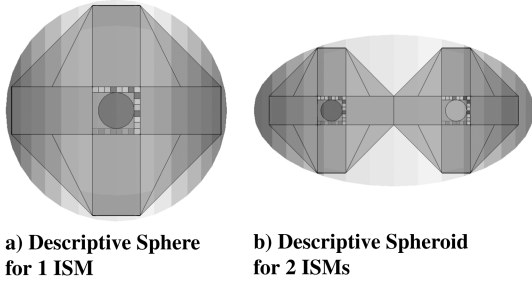 a) Descriptive Sphere
for 1 ISM
b) Descriptive Spheroid
for 2 ISMs